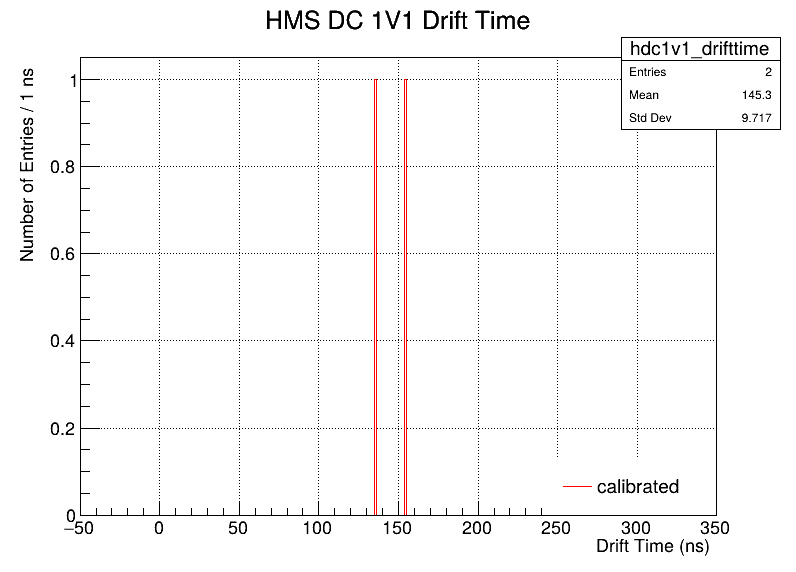 HMS DC 1V1 Drift Time
hdc1v1_drifttime
Entries 2
Mean 145.3
Std Dev 9.717
Number of Entries / 1 ns
1
0.8
0.6
0.4
0.2
0
−50 0 50 100 150 200 250 300 350
Drift Time (ns)
calibrated